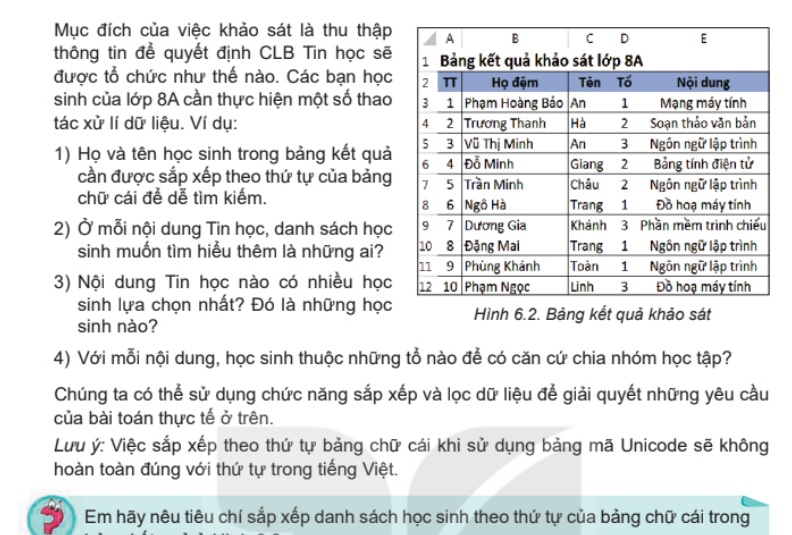 Mục đích của việc khảo sát là thu thập
thông tin để quyết định CLB Tin học sẽ
được tổ chức như thế nào. Các bạn học
sinh của lớp 8A cần thực hiện một số thao
tác xử lí dữ liệu. Ví dụ:
1) Họ và tên học sinh trong bảng kết quả
cần được sắp xếp theo thứ tự của bảng
chữ cái để dễ tìm kiếm.
2) Ở mỗi nội dung Tin học, danh sách học
sinh muốn tìm hiểu thêm là những ai?
3) Nội dung Tin học nào có nhiều học
sinh lựa chọn nhất? Đó là những học
sinh nào?
A B C D E
1 Bảng kết quả khảo sát lớp 8A
2 TT Họ đệm Tên Tổ Nội dung
3 1 Phạm Hoàng Bảo An 1 Mạng máy tính
4 2 Trương Thanh Hà 2 Soạn thảo văn bản
5 3 Vũ Thị Minh An 3 Ngôn ngữ lập trình
6 4 Đỗ Minh Giang 2 Bảng tính điện tử
7 5 Trần Minh Châu 2 Ngôn ngữ lập trình
8 6 Ngô Hà Trang 1 Đồ hoạ máy tính
9 7 Dương Gia Khánh 3 Phần mềm trình chiếu
10 8 Đặng Mai Trang 1 Ngôn ngữ lập trình
11 9 Phùng Khánh Toàn 1 Ngôn ngữ lập trình
12 10 Phạm Ngọc Linh 3 Đồ hoạ máy tính
Hình 6.2. Bảng kết quả khảo sát
4) Với mỗi nội dung, học sinh thuộc những tổ nào để có căn cứ chia nhóm học tập?
Chúng ta có thể sử dụng chức năng sắp xếp và lọc dữ liệu để giải quyết những yêu cầu
của bài toán thực tế ở trên.
Lưu ý: Việc sắp xếp theo thứ tự bảng chữ cái khi sử dụng bảng mã Unicode sẽ không
hoàn toàn đúng với thứ tự trong tiếng Việt.
Em hãy nêu tiêu chí sắp xếp danh sách học sinh theo thứ tự của bảng chữ cái trong